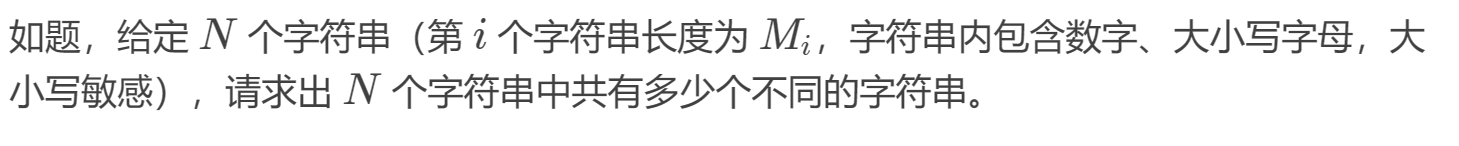 如题，给定 N 个字符串（第 i 个字符串长度为 Mᵢ，字符串内包含数字、大小写字母，大
小写敏感），请求出 N 个字符串中共有多少个不同的字符串。